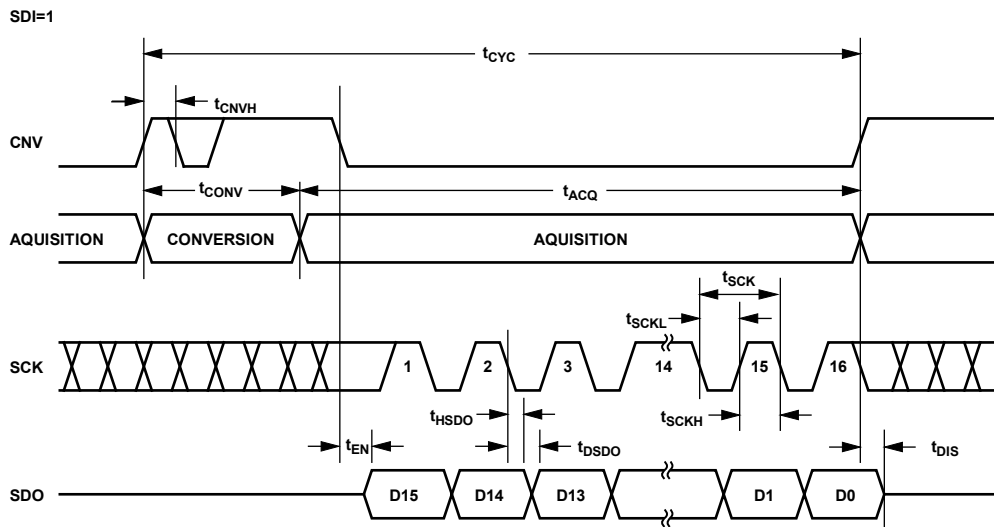 SDI=1
tCYC
tCNVH
CNV
tCONV
tACQ
AQUISITION
CONVERSION
AQUISITION
tSCK
tSCKL
SCK
1
2
3
14
15
16
tHSDO
tSCKH
tEN
tDSDO
tDIS
SDO
D15
D14
D13
D1
D0